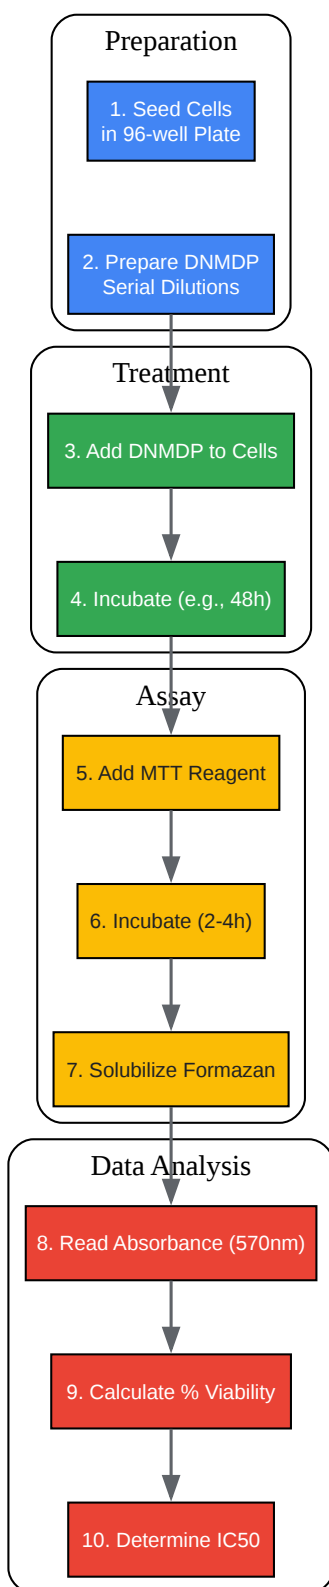 Preparation
1. Seed Cells
in 96-well Plate
2. Prepare DNMDP
Serial Dilutions
Treatment
3. Add DNMDP to Cells
4. Incubate (e.g., 48h)
Assay
5. Add MTT Reagent
6. Incubate (2-4h)
7. Solubilize Formazan
Data Analysis
8. Read Absorbance (570nm)
9. Calculate % Viability
10. Determine IC50